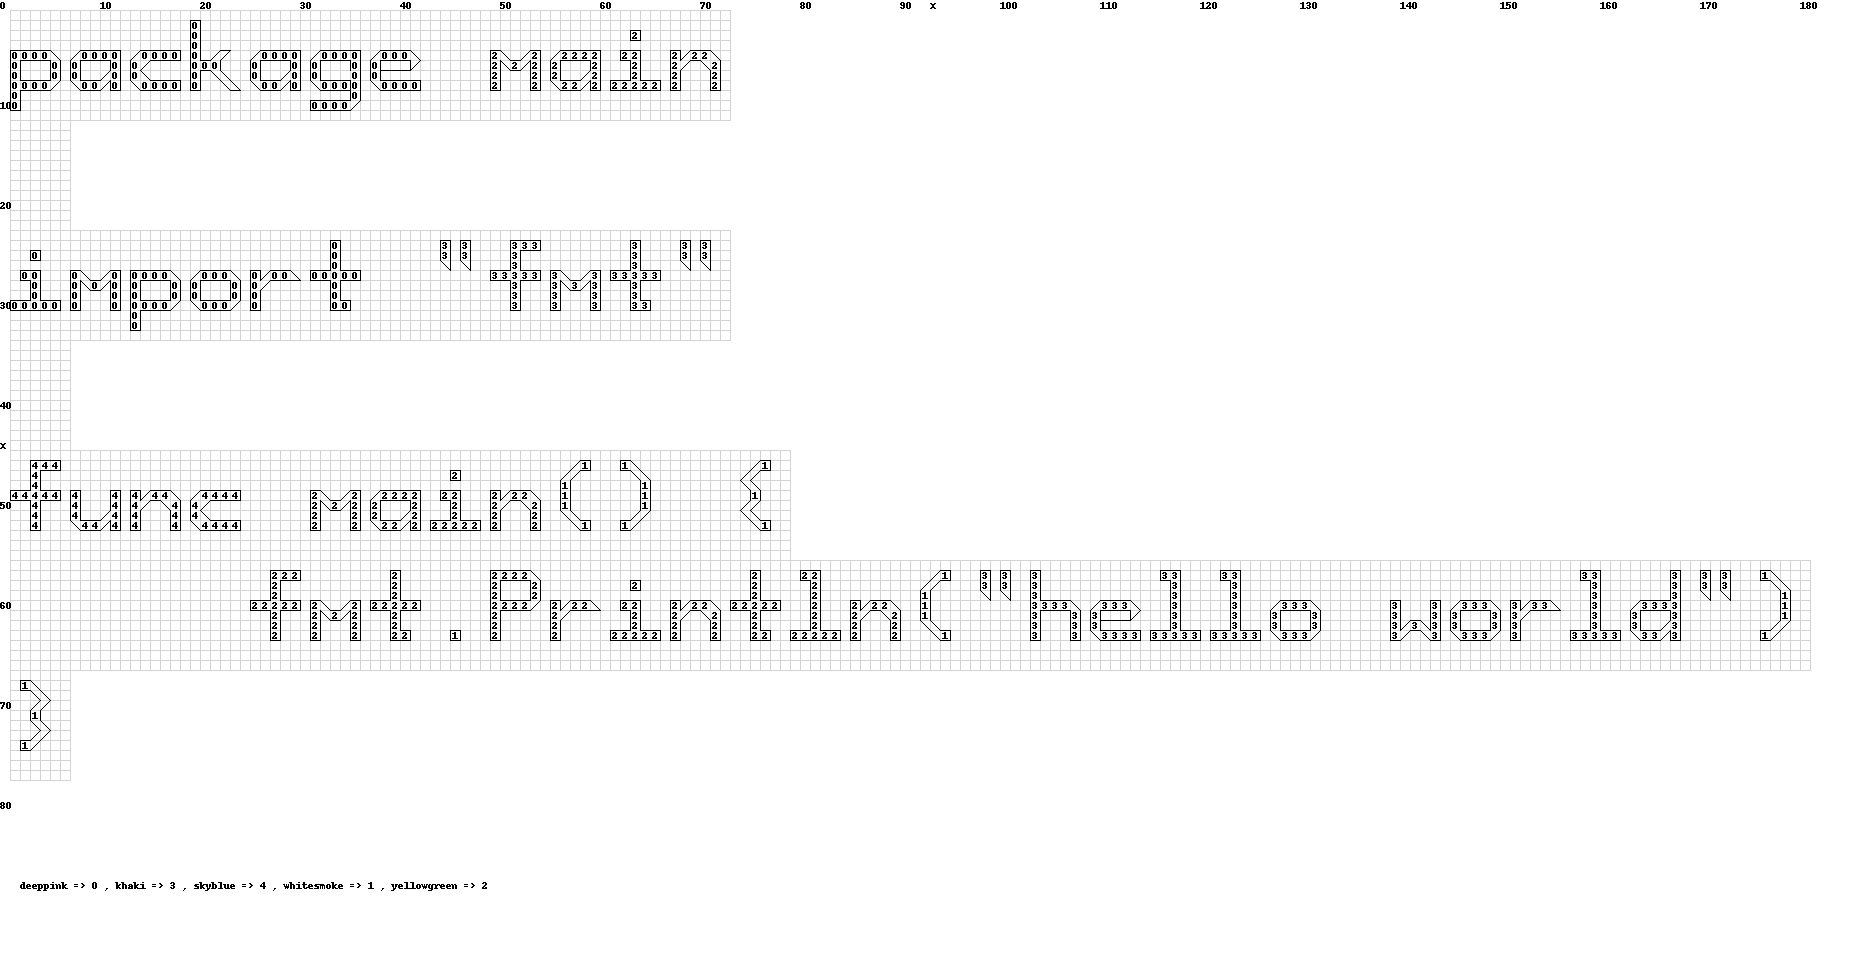 0 10 20 30 40 50 60 70 80 90 x 100 110 120 130 140 150 160 170 180
package main
10
20
import "fmt"
30
40
x
func main() {
50
fmt.Println("hello world")
60
}
70
80
deeppink => 0 , khaki => 3 , skyblue => 4 , whitesmoke => 1 , yellowgreen => 2